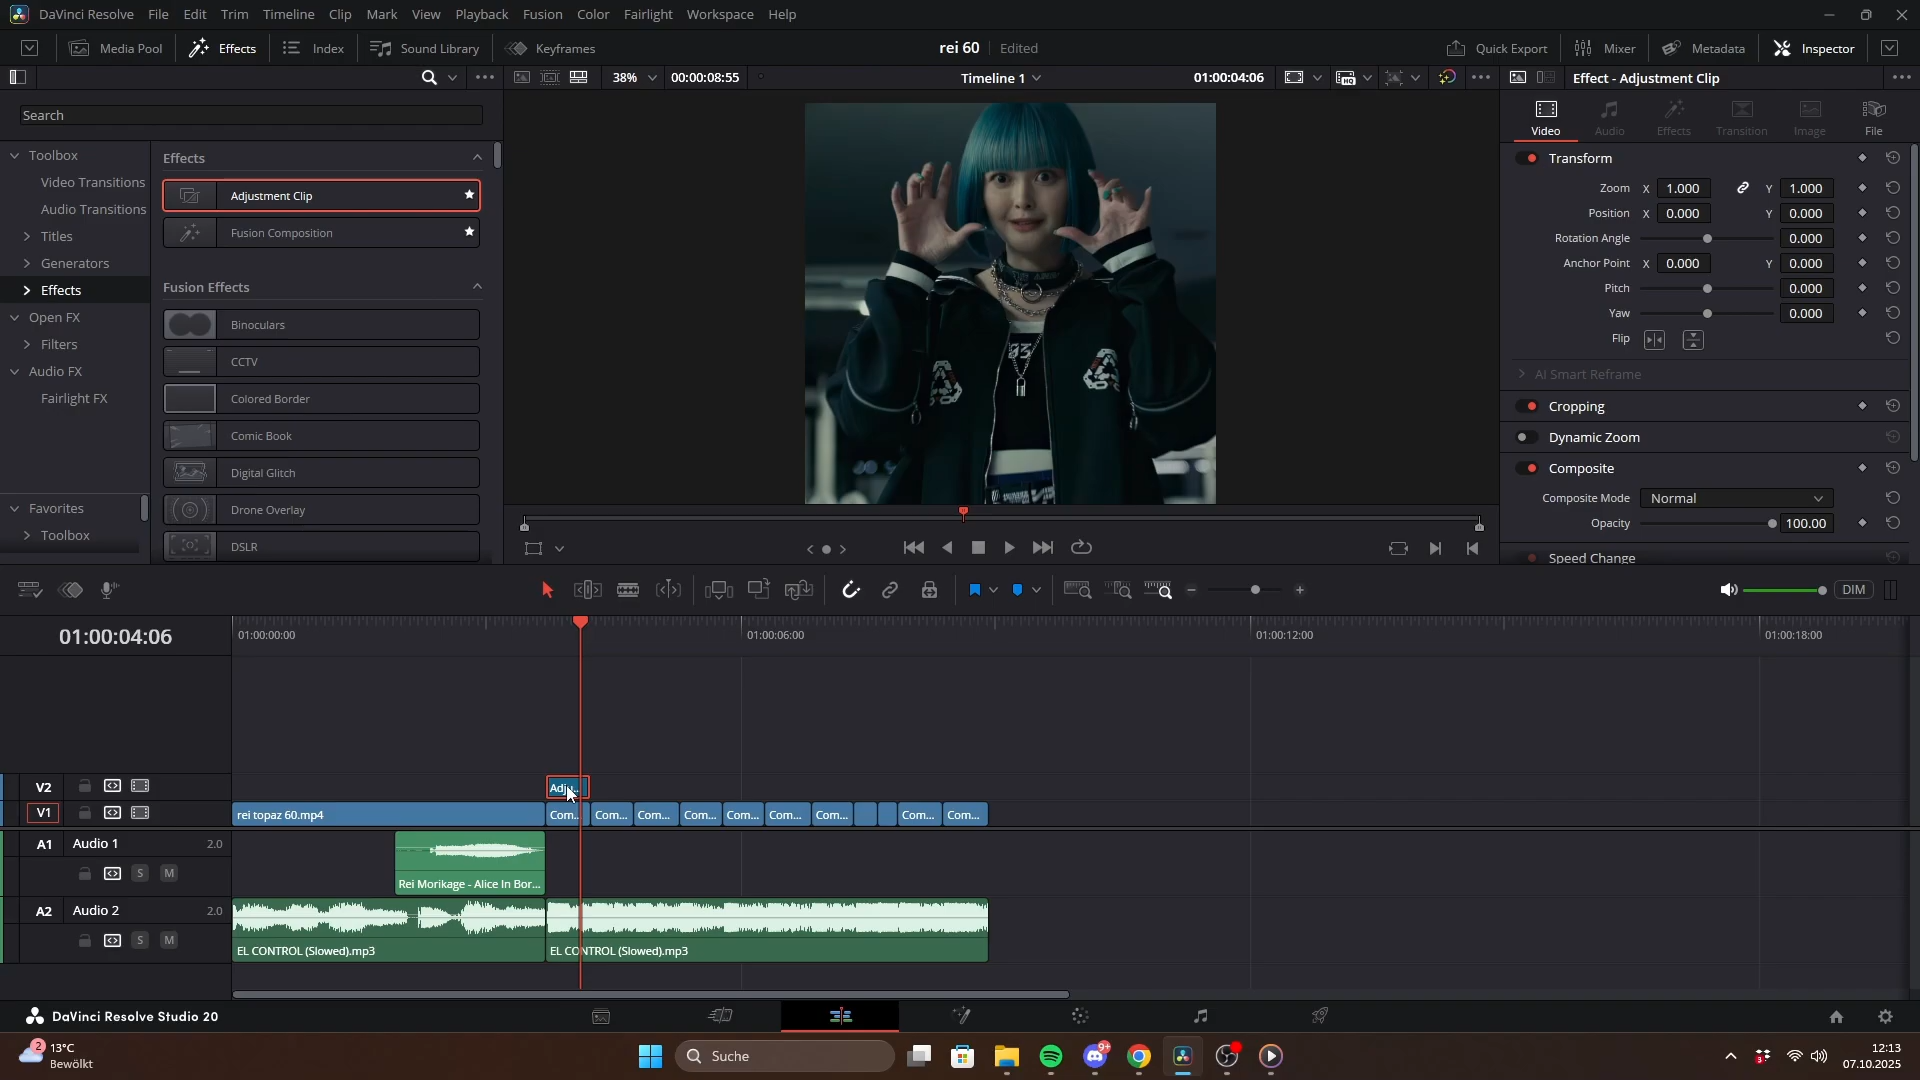 DaVinci Resolve File Edit Trim Timeline Clip Mark View Playback Fusion Color Fairlight Workspace Help
Media Pool Effects Index Sound Library Keyframes rei 60 Edited Quick Export Mixer Metadata Inspector
38% 00:00:08:55 Timeline 1 01:00:04:06 Effect - Adjustment Clip
Search
Video Audio Effects Transition Image File
Toolbox
Video Transitions
Audio Transitions
Titles
Generators
Effects
Open FX
Filters
Audio FX
Fairlight FX
Favorites
Toolbox
Effects
Adjustment Clip
Fusion Composition
Fusion Effects
Binoculars
CCTV
Colored Border
Comic Book
Digital Glitch
Drone Overlay
DSLR
93
Transform
Zoom X 1.000 Y 1.000
Position X 0.000 Y 0.000
Rotation Angle 0.000
Anchor Point X 0.000 Y 0.000
Pitch 0.000
Yaw 0.000
Flip
AI Smart Reframe
Cropping
Dynamic Zoom
Composite
Composite Mode Normal
Opacity 100.00
Speed Change
DIM
01:00:04:06 01:00:00:00 01:00:06:00 01:00:12:00 01:00:18:00
V2 Adju...
V1 rei topaz 60.mp4 Com... Com... Com... Com... Com... Com... Com... Com... Com...
A1 Audio 1 2.0
S M Rei Morikage - Alice In Bor...
A2 Audio 2 2.0
S M EL CONTROL (Slowed).mp3 EL CONTROL (Slowed).mp3
DaVinci Resolve Studio 20
2 13°C
Bewölkt
Suche
9+
3
12:13
07.10.2025